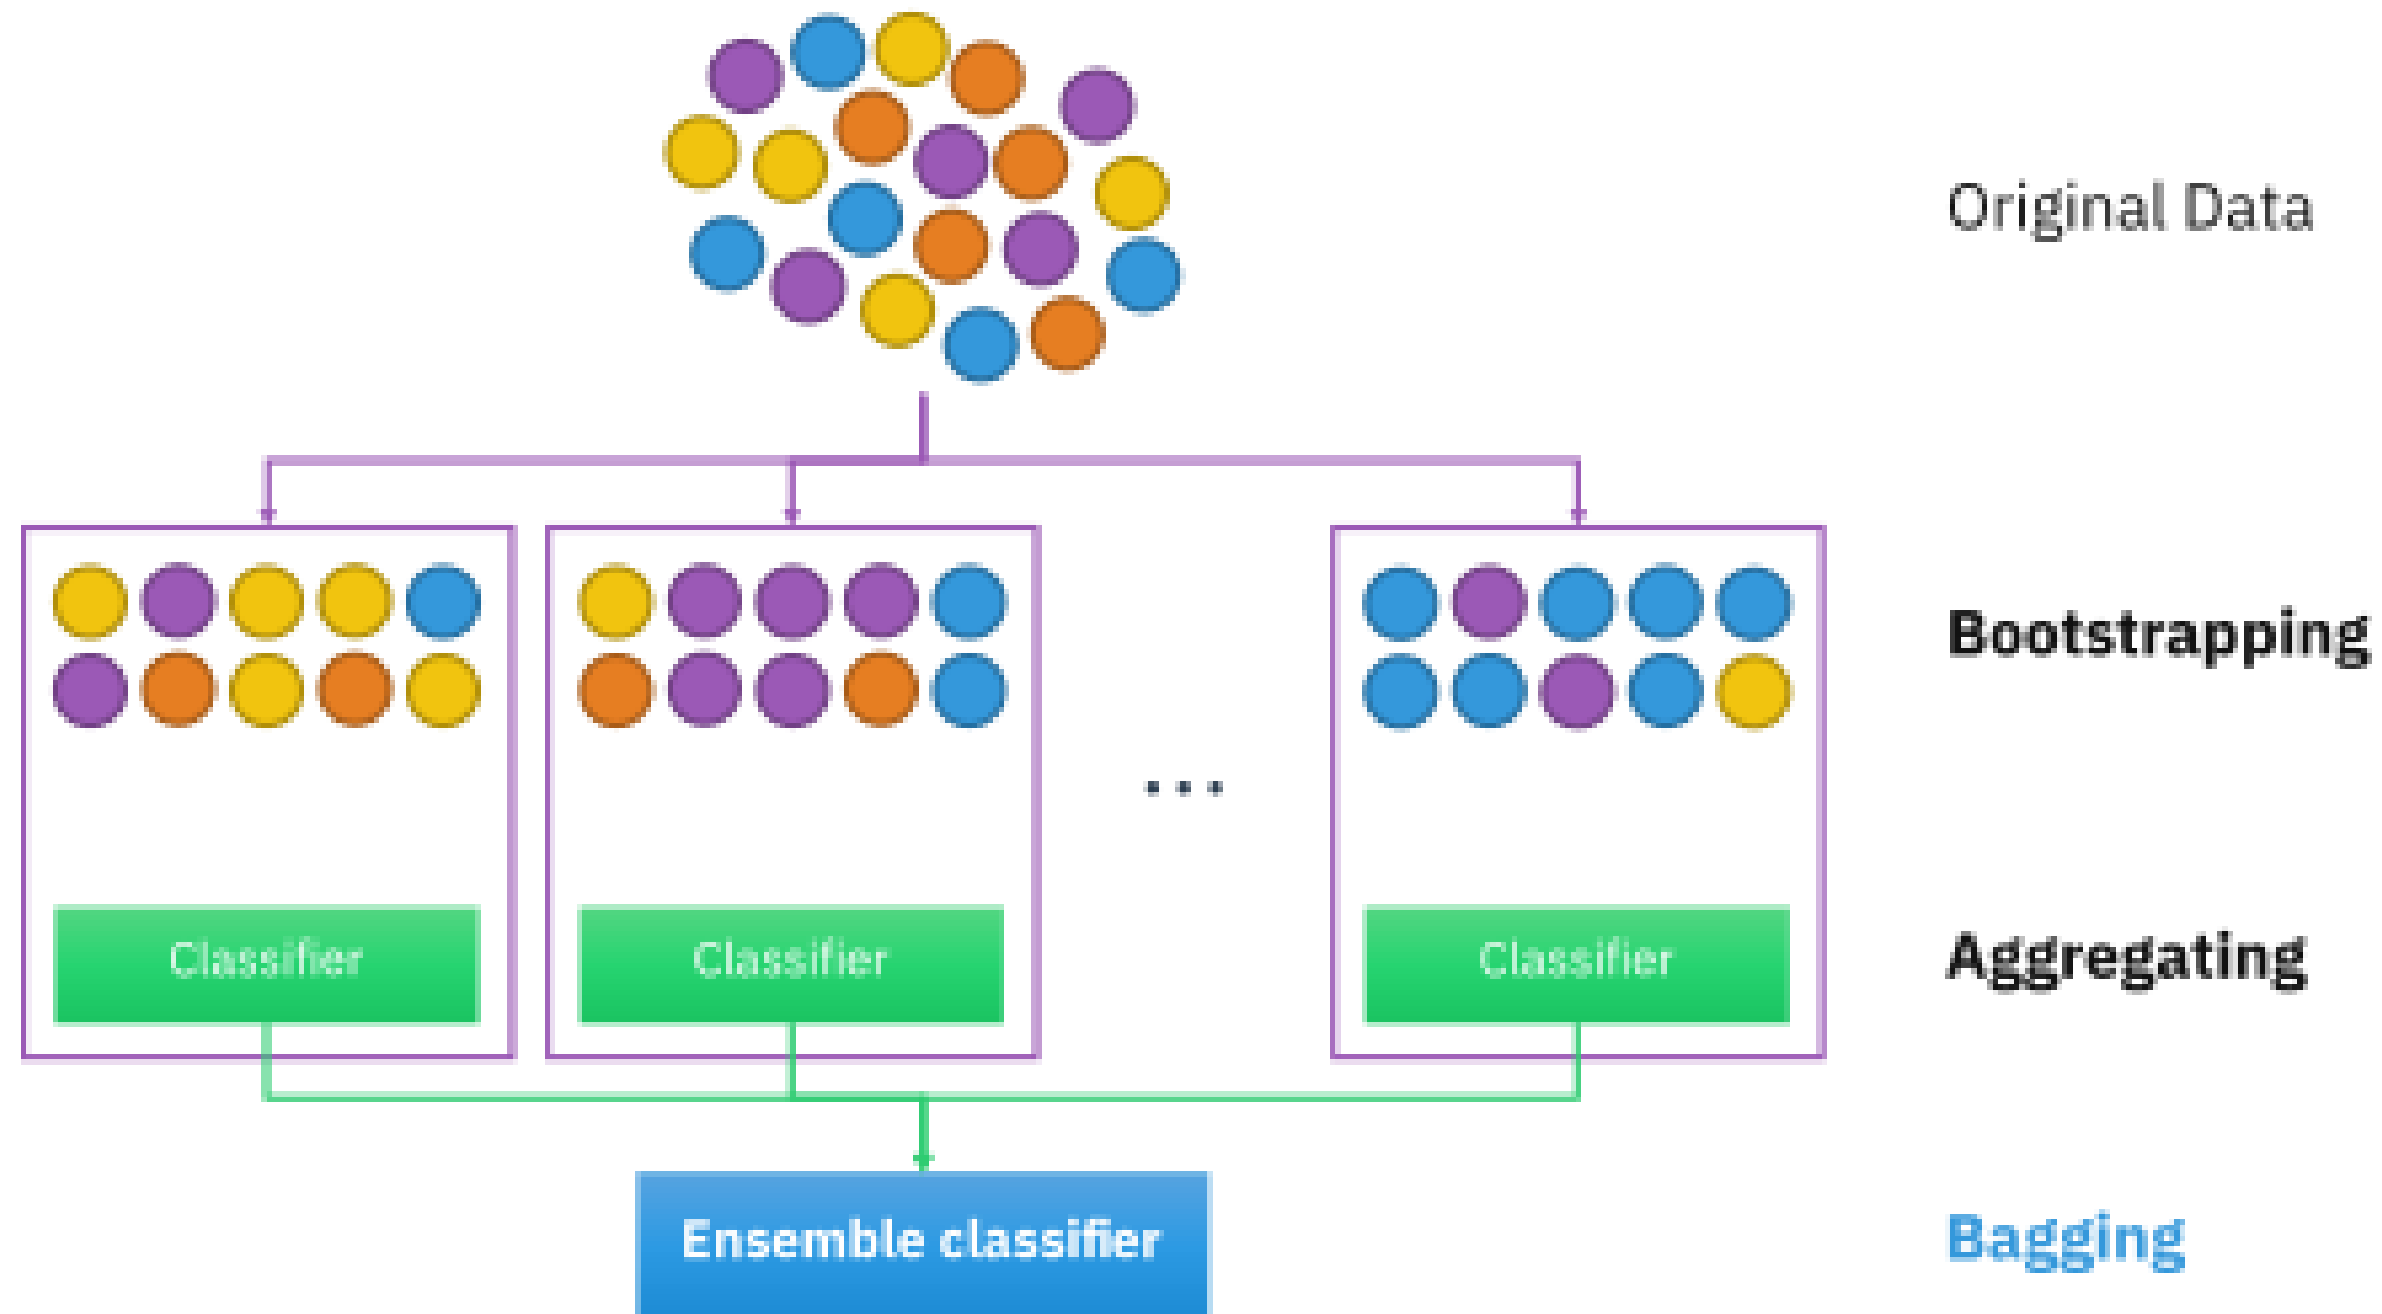 Original Data
Bootstrapping
...
Classifier
Classifier
Classifier
Aggregating
Ensemble classifier
Bagging